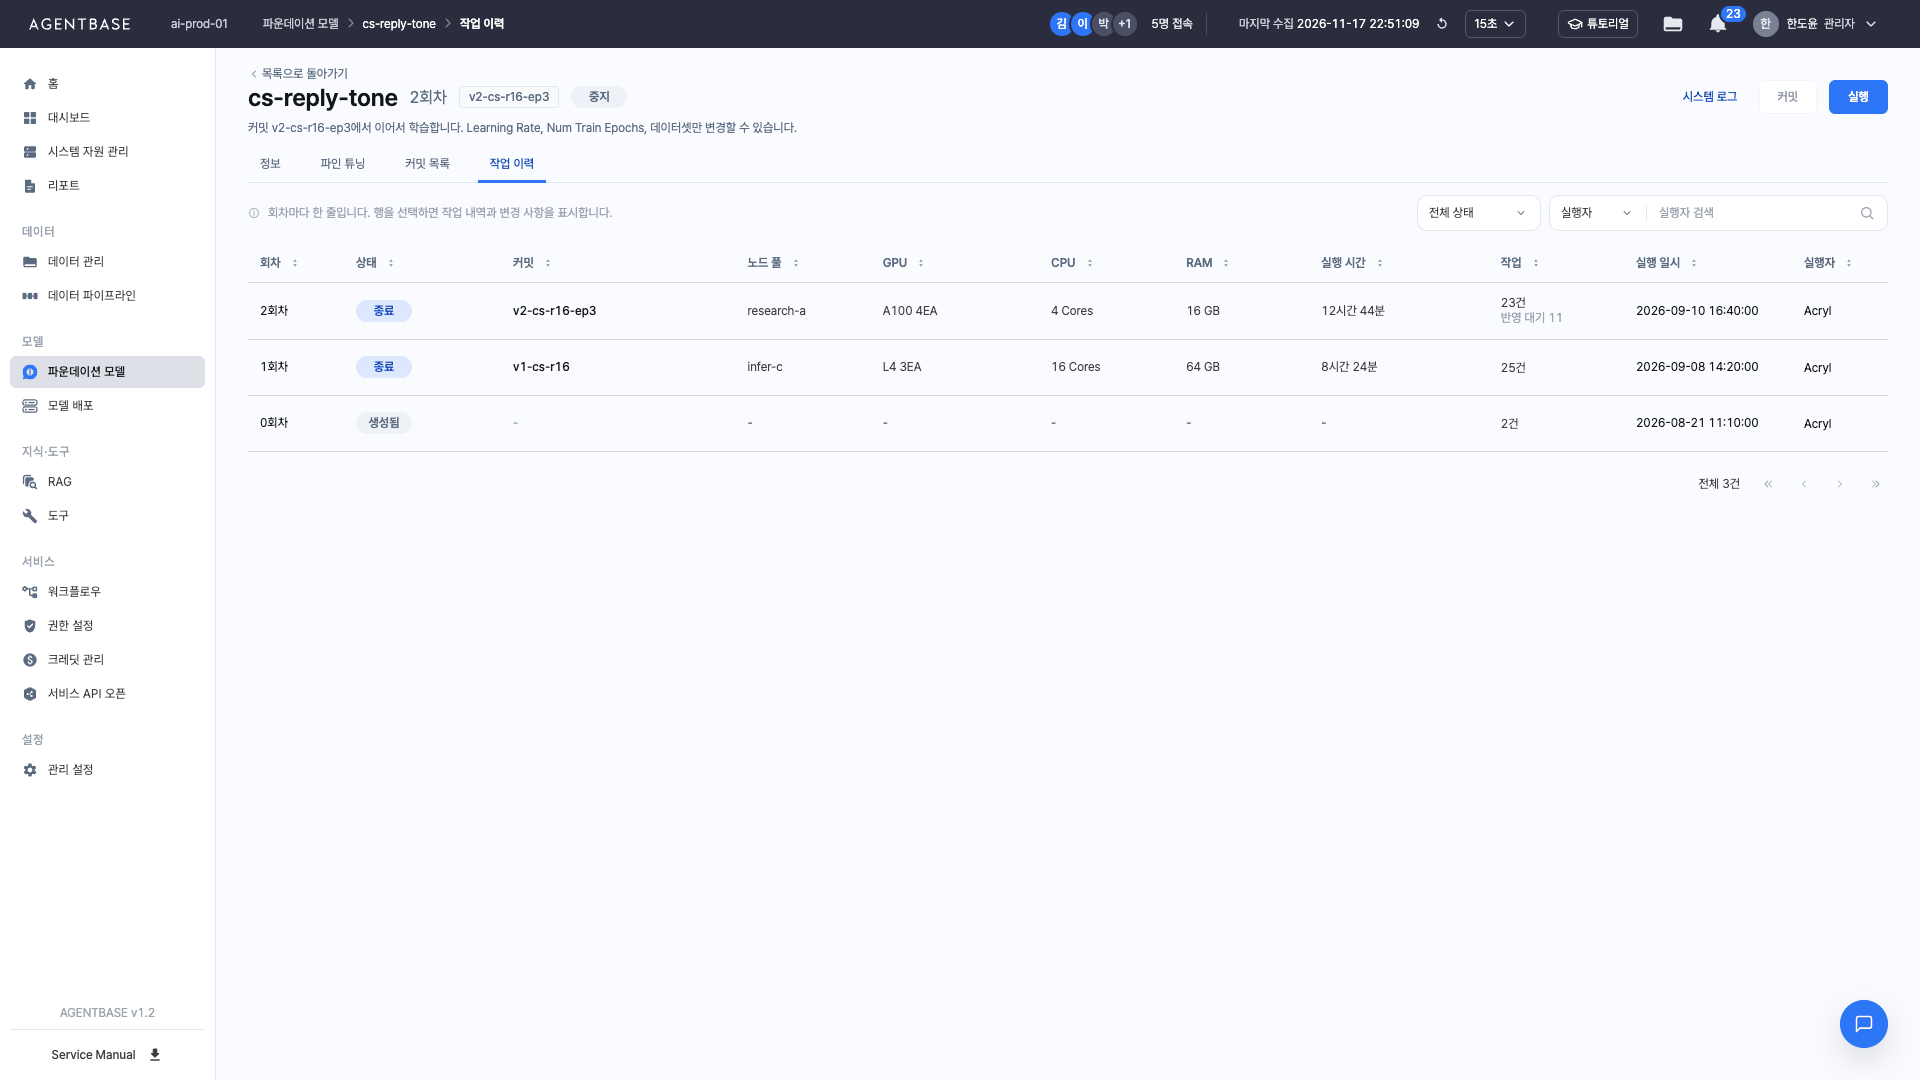 AGENTBASE
ai-prod-01
파운데이션 모델 > cs-reply-tone > 작업 이력
김 이 박 +1 5명 접속
마지막 수집 2026-11-17 22:51:09
15초
튜토리얼
23
한 한도윤 관리자
홈
대시보드
시스템 자원 관리
리포트
데이터
데이터 관리
데이터 파이프라인
모델
파운데이션 모델
모델 배포
지식·도구
RAG
도구
서비스
워크플로우
권한 설정
크레딧 관리
서비스 API 오픈
설정
관리 설정
AGENTBASE v1.2
Service Manual
목록으로 돌아가기
cs-reply-tone 2회차 v2-cs-r16-ep3 중지
시스템 로그 커밋 실행
커밋 v2-cs-r16-ep3에서 이어서 학습합니다. Learning Rate, Num Train Epochs, 데이터셋만 변경할 수 있습니다.
정보 파인 튜닝 커밋 목록 작업 이력
회차마다 한 줄입니다. 행을 선택하면 작업 내역과 변경 사항을 표시합니다.
전체 상태 실행자 실행자 검색
회차 상태 커밋 노드 풀 GPU CPU RAM 실행 시간 작업 실행 일시 실행자
2회차 종료 v2-cs-r16-ep3 research-a A100 4EA 4 Cores 16 GB 12시간 44분 23건 2026-09-10 16:40:00 Acryl
반영 대기 11
1회차 종료 v1-cs-r16 infer-c L4 3EA 16 Cores 64 GB 8시간 24분 25건 2026-09-08 14:20:00 Acryl
0회차 생성됨 - - - - - - 2건 2026-08-21 11:10:00 Acryl
전체 3건